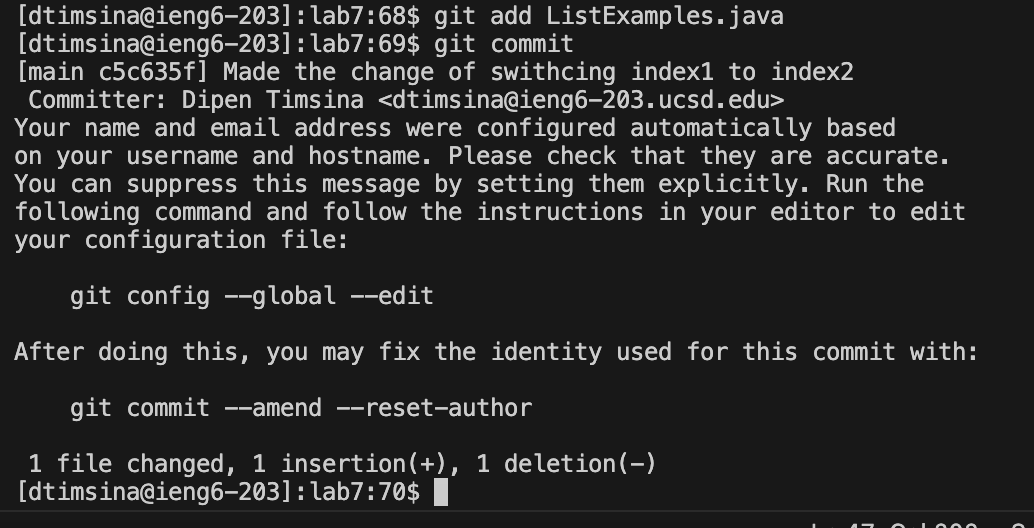 [dtimsina@ieng6-203]:lab7:68$ git add ListExamples.java
[dtimsina@ieng6-203]:lab7:69$ git commit
[main c5c635f] Made the change of swithcing index1 to index2
 Committer: Dipen Timsina <dtimsina@ieng6-203.ucsd.edu>
Your name and email address were configured automatically based
on your username and hostname. Please check that they are accurate.
You can suppress this message by setting them explicitly. Run the
following command and follow the instructions in your editor to edit
your configuration file:

    git config --global --edit

After doing this, you may fix the identity used for this commit with:

    git commit --amend --reset-author

 1 file changed, 1 insertion(+), 1 deletion(-)
[dtimsina@ieng6-203]:lab7:70$